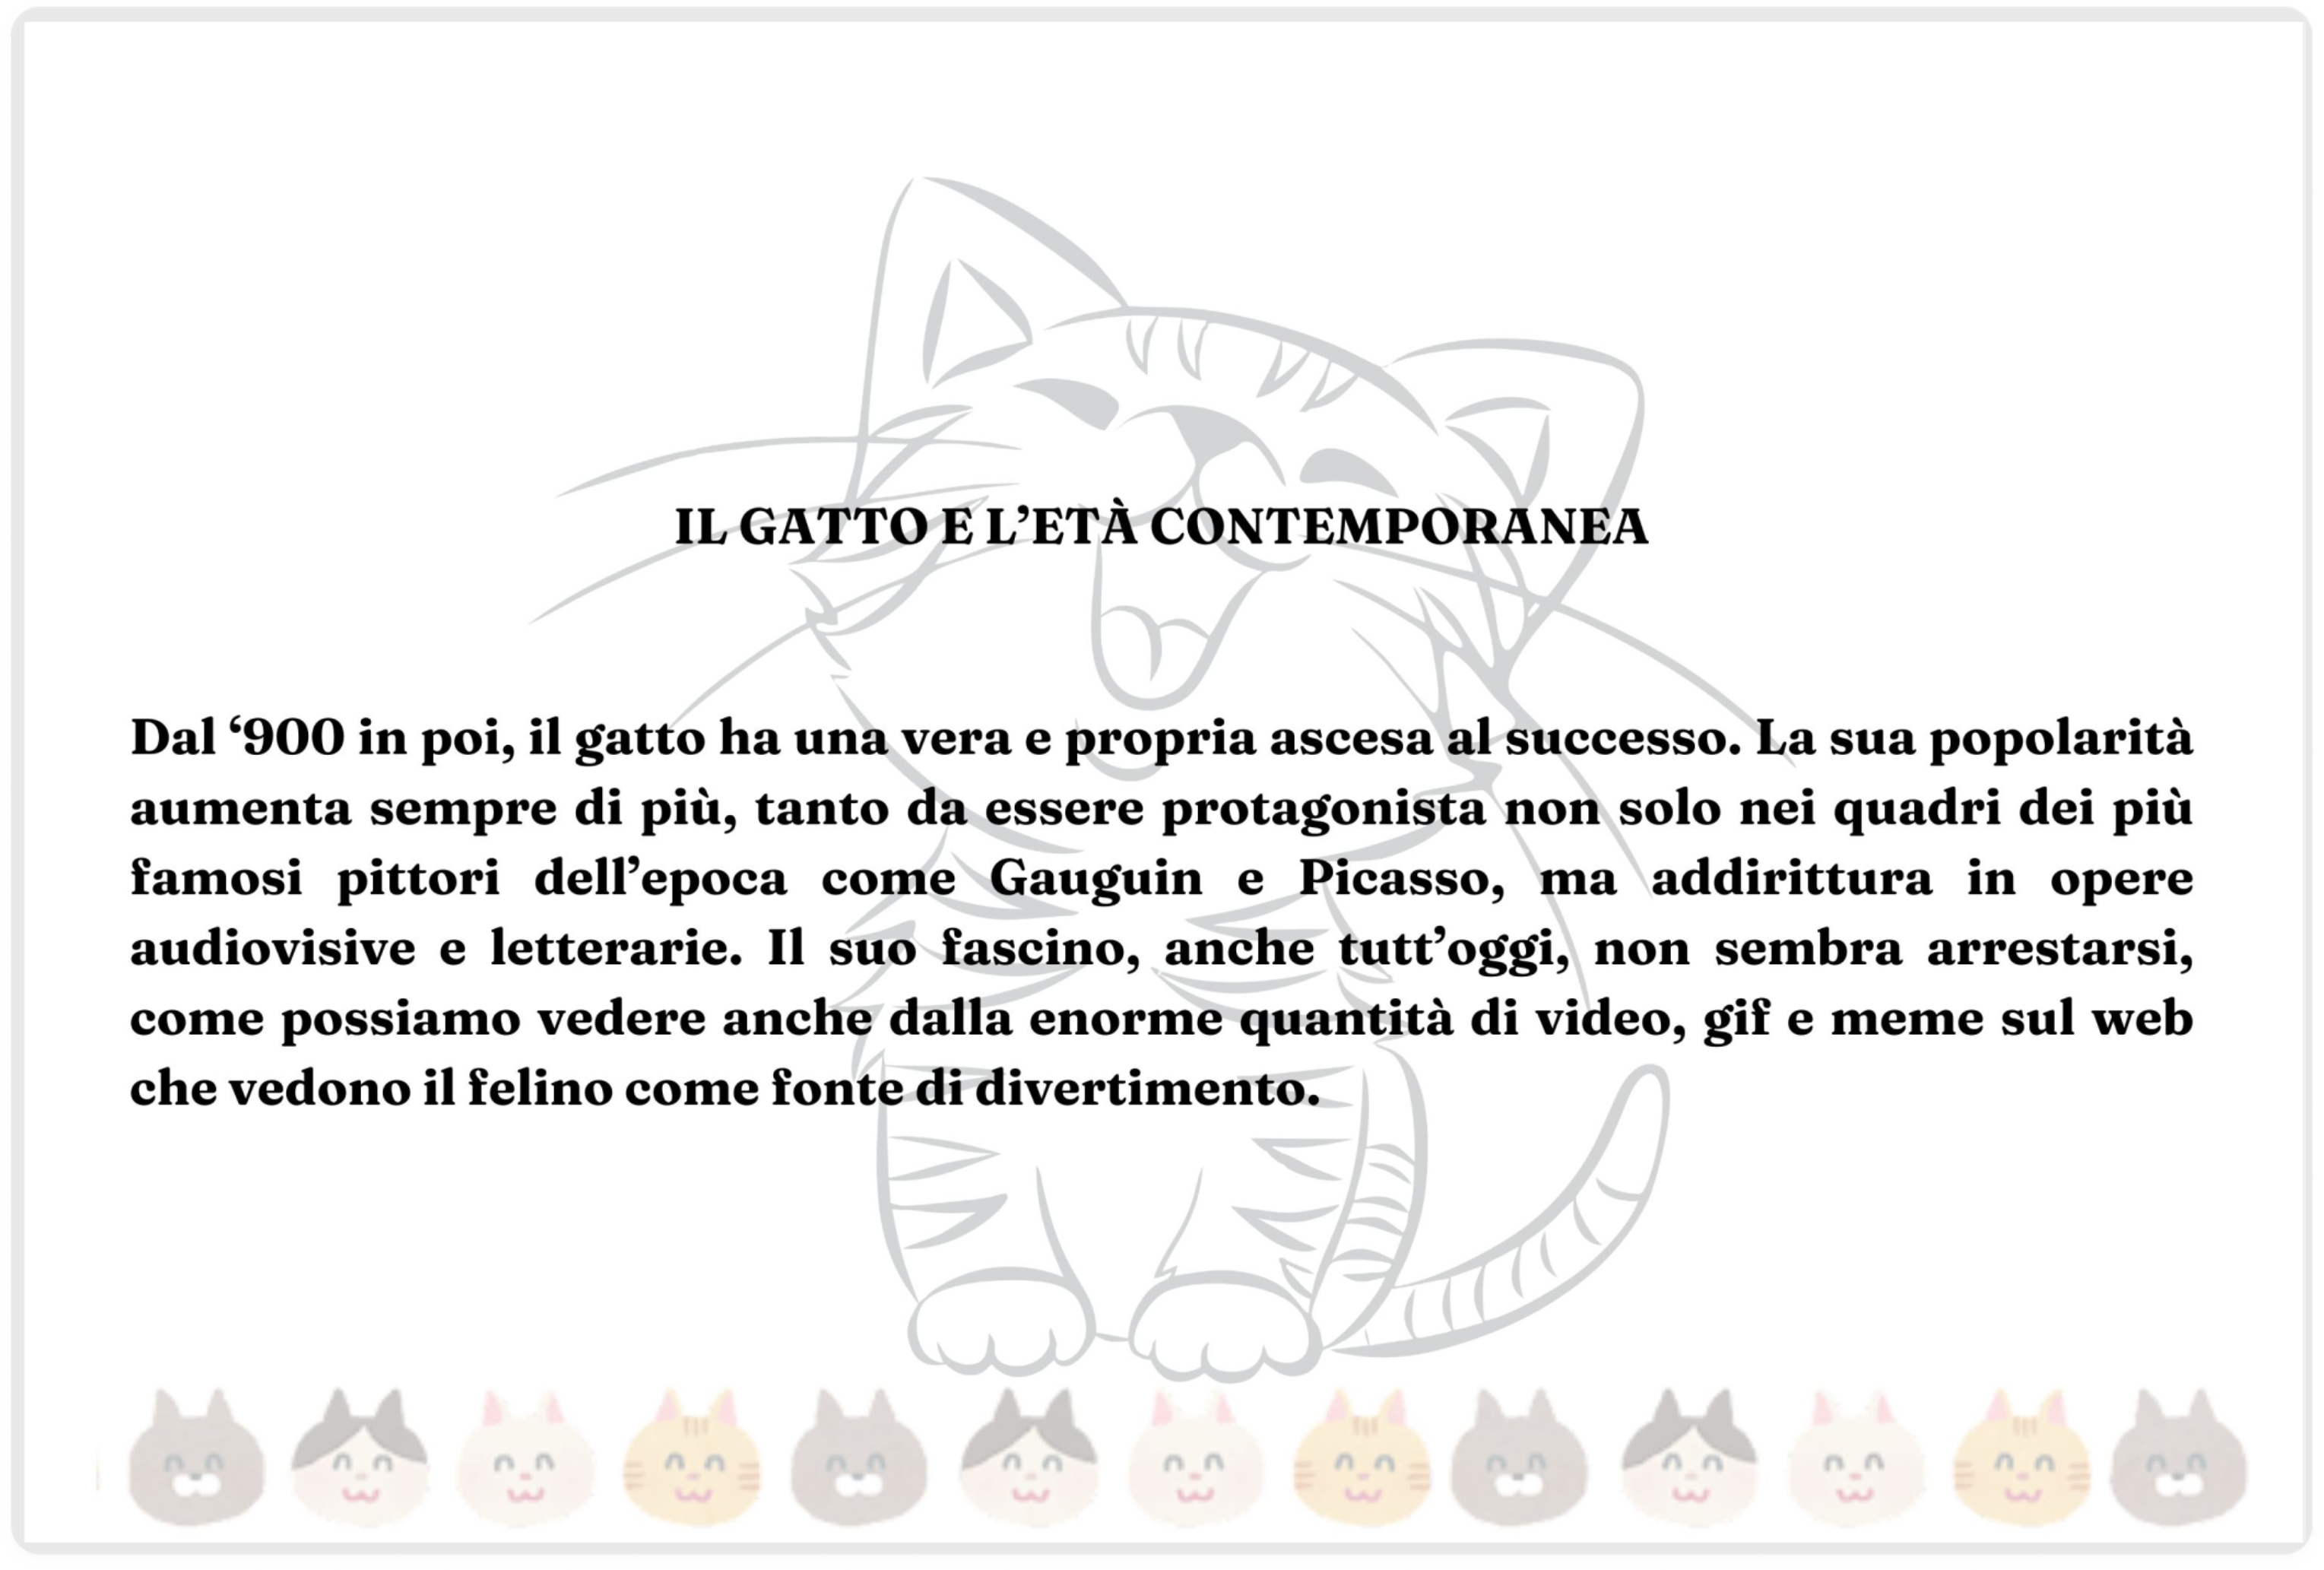 IL GATTO E L’ETÀ CONTEMPORANEA
Dal ‘900 in poi, il gatto ha una vera e propria ascesa al successo. La sua popolarità
aumenta sempre di più, tanto da essere protagonista non solo nei quadri dei più
famosi pittori dell’epoca come Gauguin e Picasso, ma addirittura in opere
audiovisive e letterarie. Il suo fascino, anche tutt’oggi, non sembra arrestarsi,
come possiamo vedere anche dalla enorme quantità di video, gif e meme sul web
che vedono il felino come fonte di divertimento.